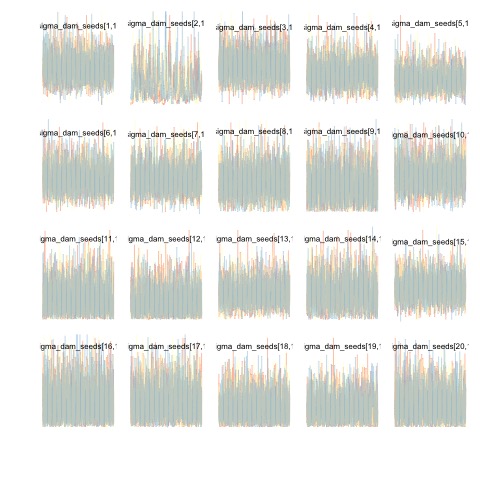 igma_dam_seeds[1,1
igma_dam_seeds[2,1
igma_dam_seeds[3,1
igma_dam_seeds[4,1
igma_dam_seeds[5,1
igma_dam_seeds[6,1
igma_dam_seeds[7,1
igma_dam_seeds[8,1
igma_dam_seeds[9,1
gma_dam_seeds[10,
gma_dam_seeds[11,
gma_dam_seeds[12,
gma_dam_seeds[13,
gma_dam_seeds[14,
gma_dam_seeds[15,
gma_dam_seeds[16,
gma_dam_seeds[17,
gma_dam_seeds[18,
gma_dam_seeds[19,
gma_dam_seeds[20,